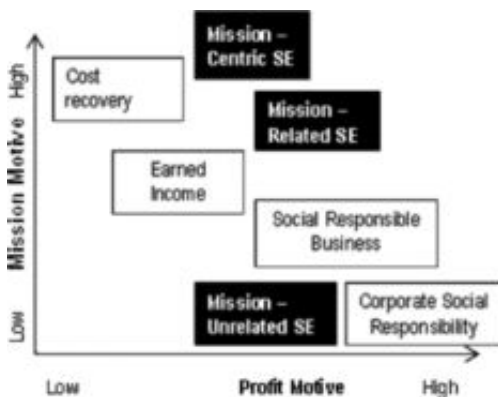 Mission –
Centric SE
Cost
recovery
Mission –
Related SE
Earned
Income
Social Responsible
Business
Mission –
Unrelated SE
Corporate Social
Responsibility
High
Mission Motive
Low
Low
Profit Motive
High